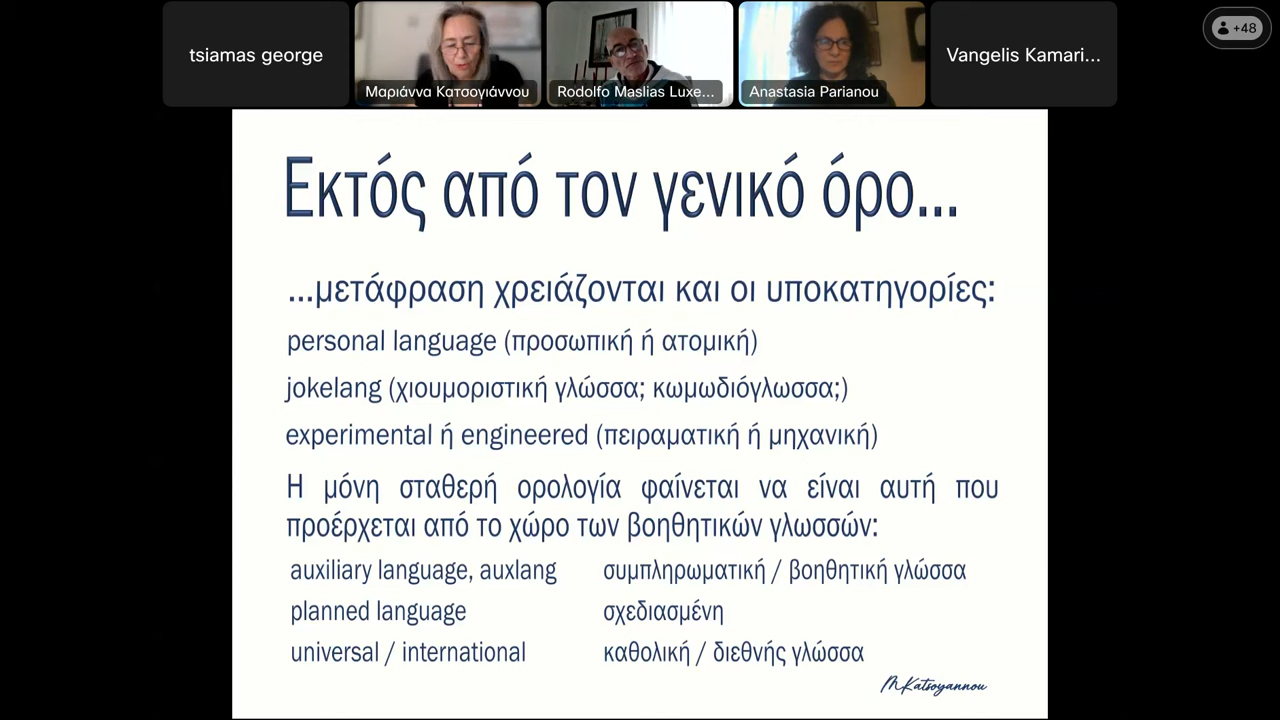 tsiamas george
Μαριάννα Κατσογιάννου
Rodolfo Maslias Luxe...
Anastasia Parianou
Vangelis Kamari...
+48
Εκτός από τον γενικό όρο...
...μετάφραση χρειάζονται και οι υποκατηγορίες:
personal language (προσωπική ή ατομική)
jokelang (χιουμοριστική γλώσσα; κωμωδιόγλωσσα;)
experimental ή engineered (πειραματική ή μηχανική)
Η μόνη σταθερή ορολογία φαίνεται να είναι αυτή που
προέρχεται από το χώρο των βοηθητικών γλωσσών:
auxiliary language, auxlang συμπληρωματική / βοηθητική γλώσσα
planned language σχεδιασμένη
universal / international καθολική / διεθνής γλώσσα
MKatsoyannou